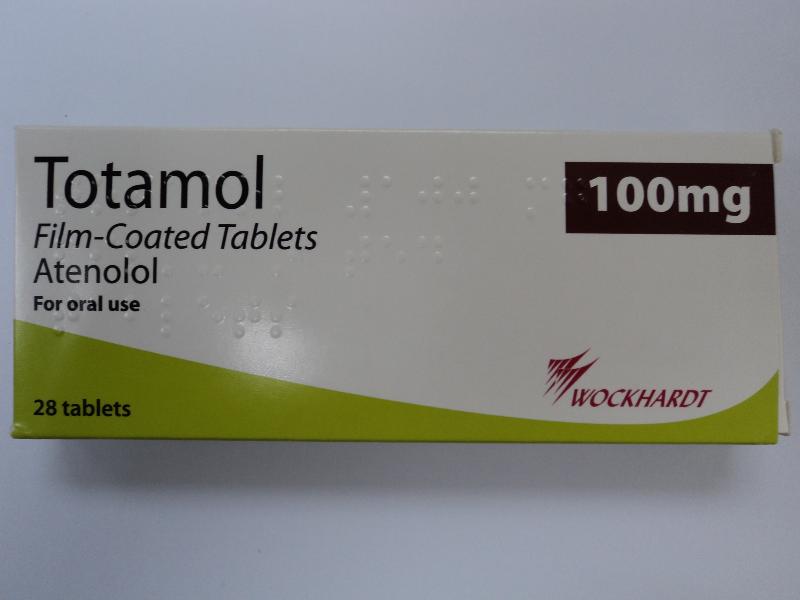 Totamol
100mg
Film-Coated Tablets
Atenolol
For oral use
WOCKHARDT
28 tablets